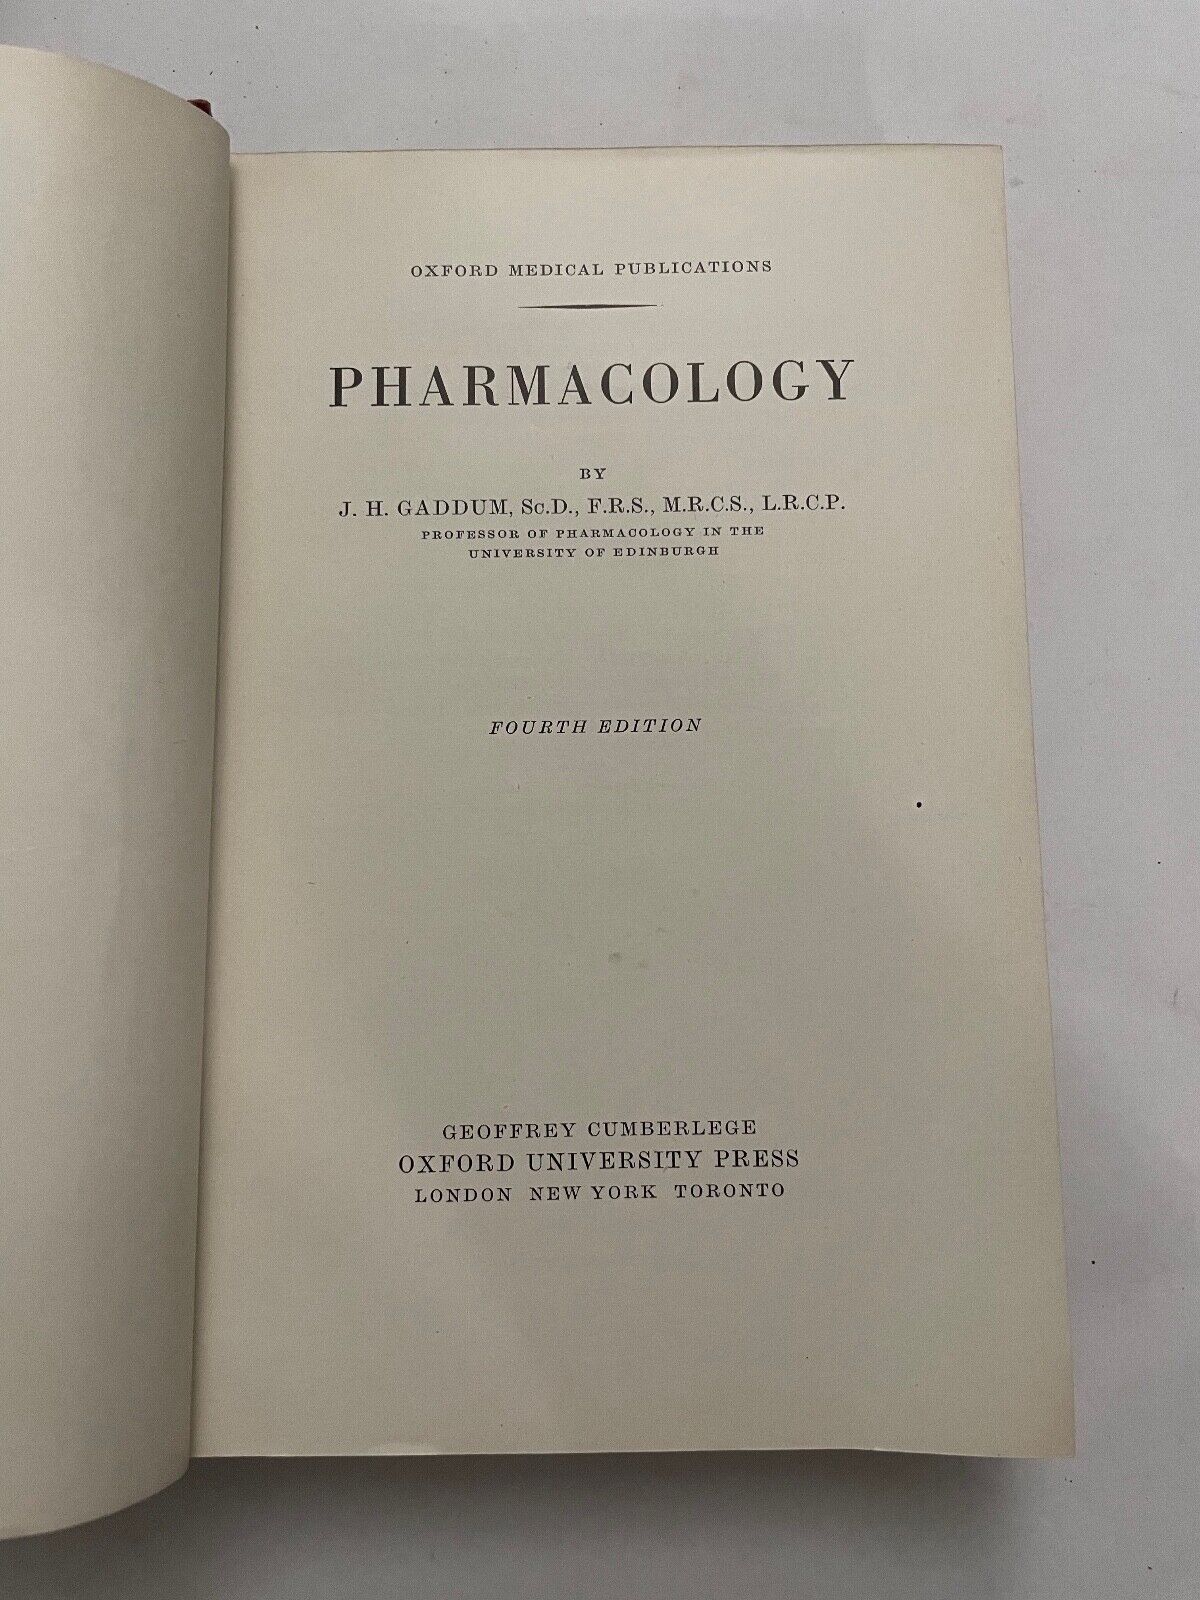 OXFORD MEDICAL PUBLICATIONS
PHARMACOLOGY
BY
J. H. GADDUM, Sc.D., F.R.S., M.R.C.S., L.R.C.P.
PROFESSOR OF PHARMACOLOGY IN THE
UNIVERSITY OF EDINBURGH
FOURTH EDITION
GEOFFREY CUMBERLEGE
OXFORD UNIVERSITY PRESS
LONDON NEW YORK TORONTO